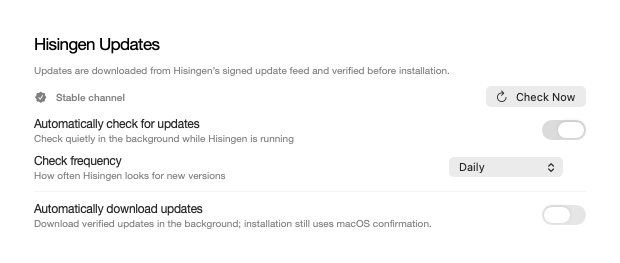 Hisingen Updates
Updates are downloaded from Hisingen's signed update feed and verified before installation.
Stable channel
Check Now
Automatically check for updates
Check quietly in the background while Hisingen is running
Check frequency
How often Hisingen looks for new versions
Daily
Automatically download updates
Download verified updates in the background; installation still uses macOS confirmation.